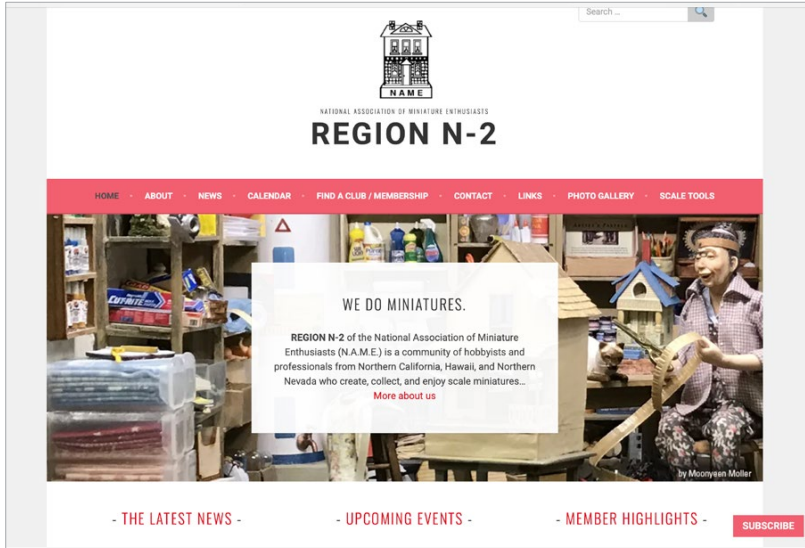 Search ...
NAME
NATIONAL ASSOCIATION OF MINIATURE ENTHUSIASTS
REGION N-2
HOME - ABOUT - NEWS - CALENDAR - FIND A CLUB / MEMBERSHIP - CONTACT - LINKS - PHOTO GALLERY - SCALE TOOLS
WE DO MINIATURES.
REGION N-2 of the National Association of Miniature
Enthusiasts (N.A.M.E.) is a community of hobbyists and
professionals from Northern California, Hawaii, and Northern
Nevada who create, collect, and enjoy scale miniatures...
More about us
CUT-RITE
by Moonyeen Moller
- THE LATEST NEWS -
- UPCOMING EVENTS -
- MEMBER HIGHLIGHTS -
SUBSCRIBE